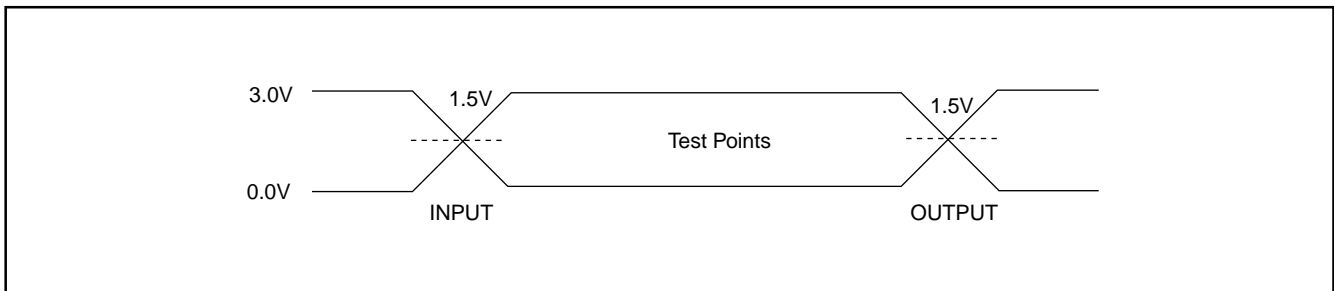 3.0V
1.5V
1.5V
Test Points
0.0V
INPUT
OUTPUT